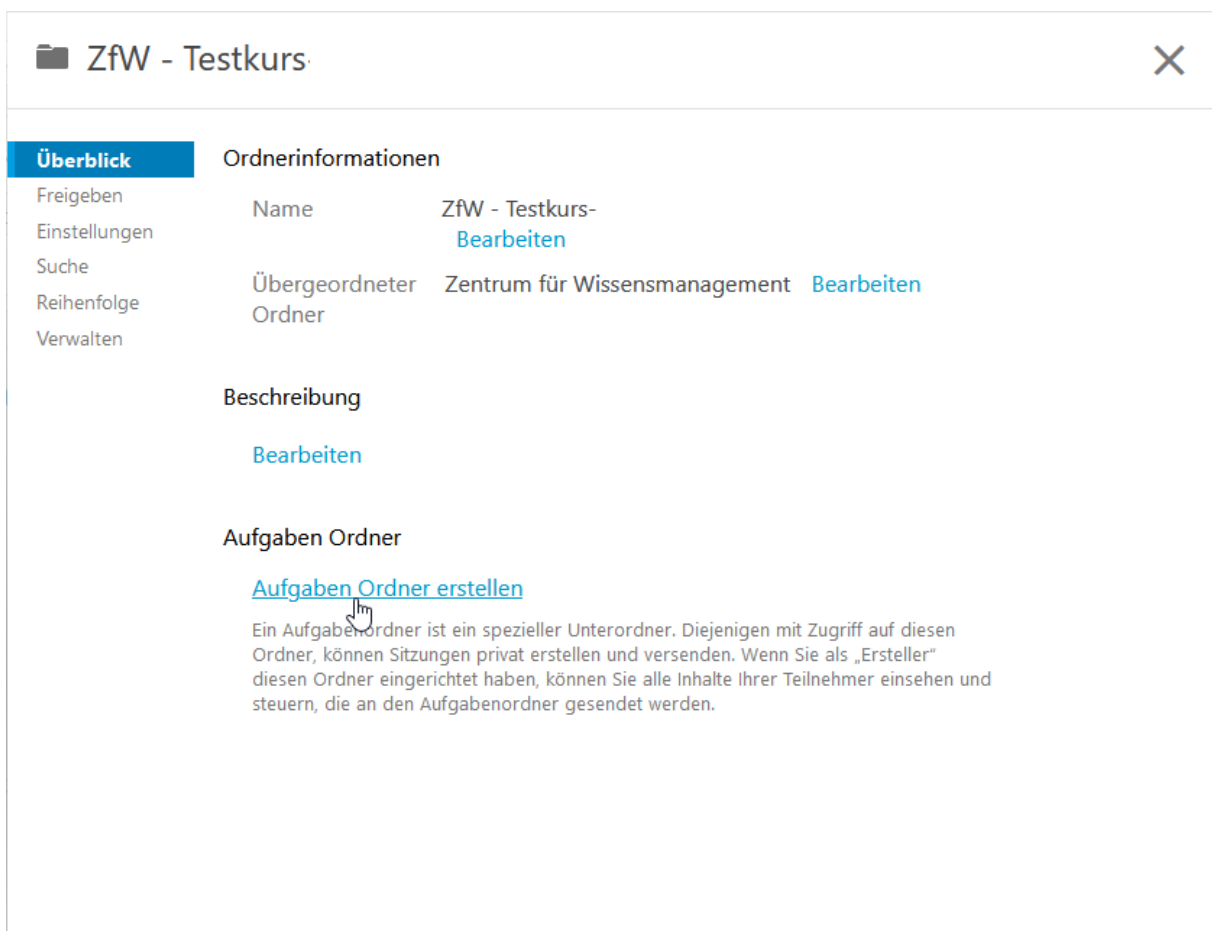 ZfW - Testkurs-
Überblick
Freigeben
Einstellungen
Suche
Reihenfolge
Verwalten
Ordnerinformationen
Name ZfW - Testkurs-
Bearbeiten
Übergeordneter Zentrum für Wissensmanagement Bearbeiten
Ordner
Beschreibung
Bearbeiten
Aufgaben Ordner
Aufgaben Ordner erstellen
Ein Aufgabenordner ist ein spezieller Unterordner. Diejenigen mit Zugriff auf diesen
Ordner, können Sitzungen privat erstellen und versenden. Wenn Sie als „Ersteller“
diesen Ordner eingerichtet haben, können Sie alle Inhalte Ihrer Teilnehmer einsehen und
steuern, die an den Aufgabenordner gesendet werden.